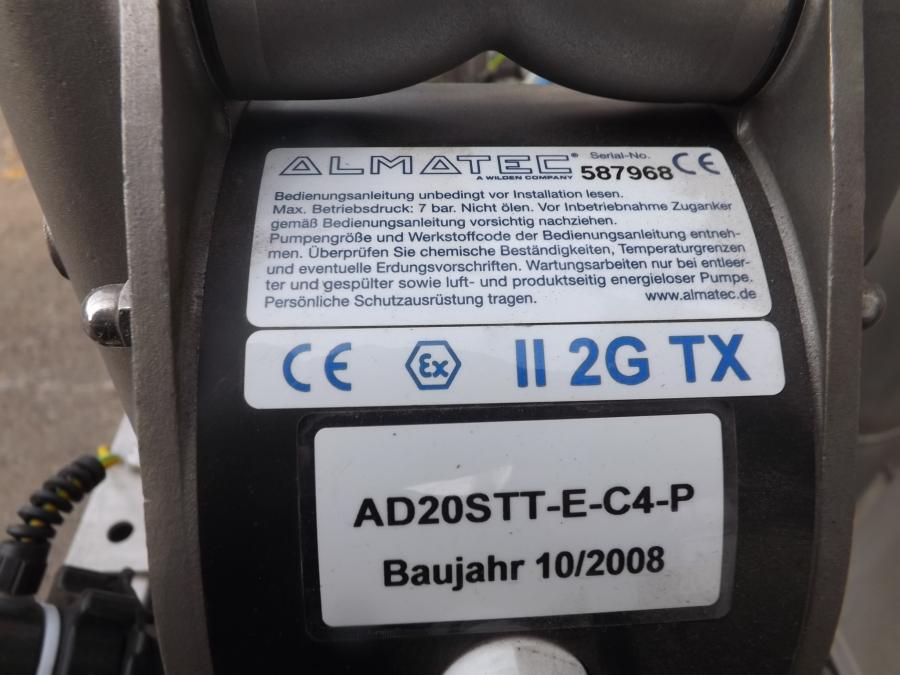 ALMATEC® Serial-No. CE
A WILDEN COMPANY 587968
Bedienungsanleitung unbedingt vor Installation lesen.
Max. Betriebsdruck: 7 bar. Nicht ölen. Vor Inbetriebnahme Zuganker
gemäß Bedienungsanleitung vorsichtig nachziehen.
Pumpengröße und Werkstoffcode der Bedienungsanleitung entneh-
men. Überprüfen Sie chemische Beständigkeiten, Temperaturgrenzen
und eventuelle Erdungsvorschriften. Wartungsarbeiten nur bei entleer-
ter und gespülter sowie luft- und produktseitig energieloser Pumpe.
Persönliche Schutzausrüstung tragen. www.almatec.de
CE Ex II 2G TX
AD20STT-E-C4-P
Baujahr 10/2008